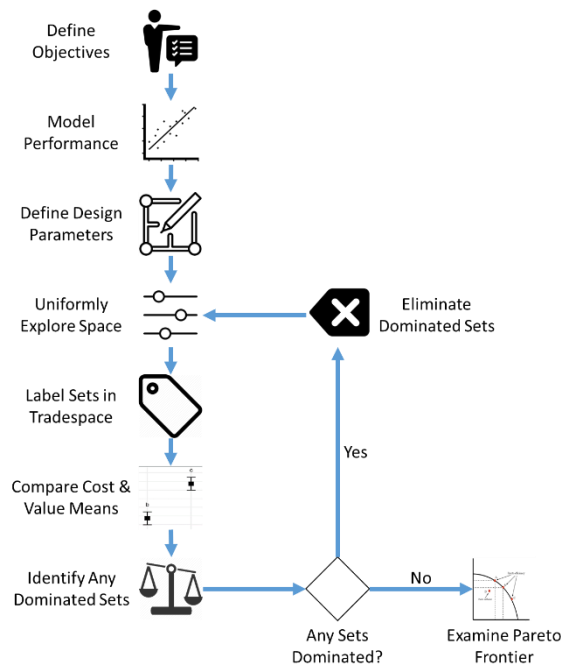 Define
Objectives
Model
Performance
Define Design
Parameters
Uniformly
Explore Space
Eliminate
Dominated Sets
Label Sets in
Tradespace
Yes
Compare Cost &
Value Means
b
Identify Any
Dominated Sets
No
Any Sets
Dominated?
Examine Pareto
Frontier